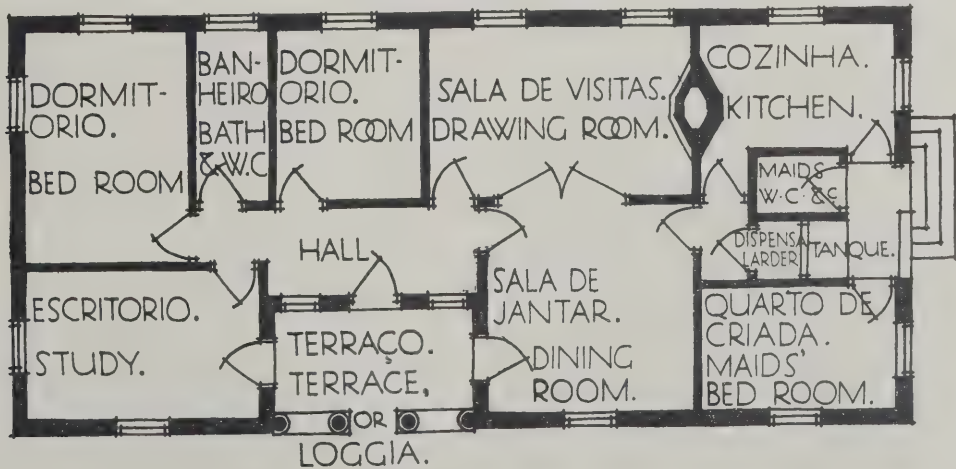 DORMIT-
ORIO.
BED ROOM
BAN-
HEIRO
BATH
& W.C
DORMIT-
ORIO.
BED ROOM
SALA DE VISITAS.
DRAWING ROOM.
COZINHA.
KITCHEN.
MAIDS
W.C. & C
DISPENSA
LARDER
TANQUE.
HALL
ESCRITORIO.
STUDY.
TERRAÇO.
TERRACE,
OR
LOGGIA.
SALA DE
JANTAR.
DINING
ROOM.
QUARTO DE
CRIADA.
MAIDS'
BED ROOM.